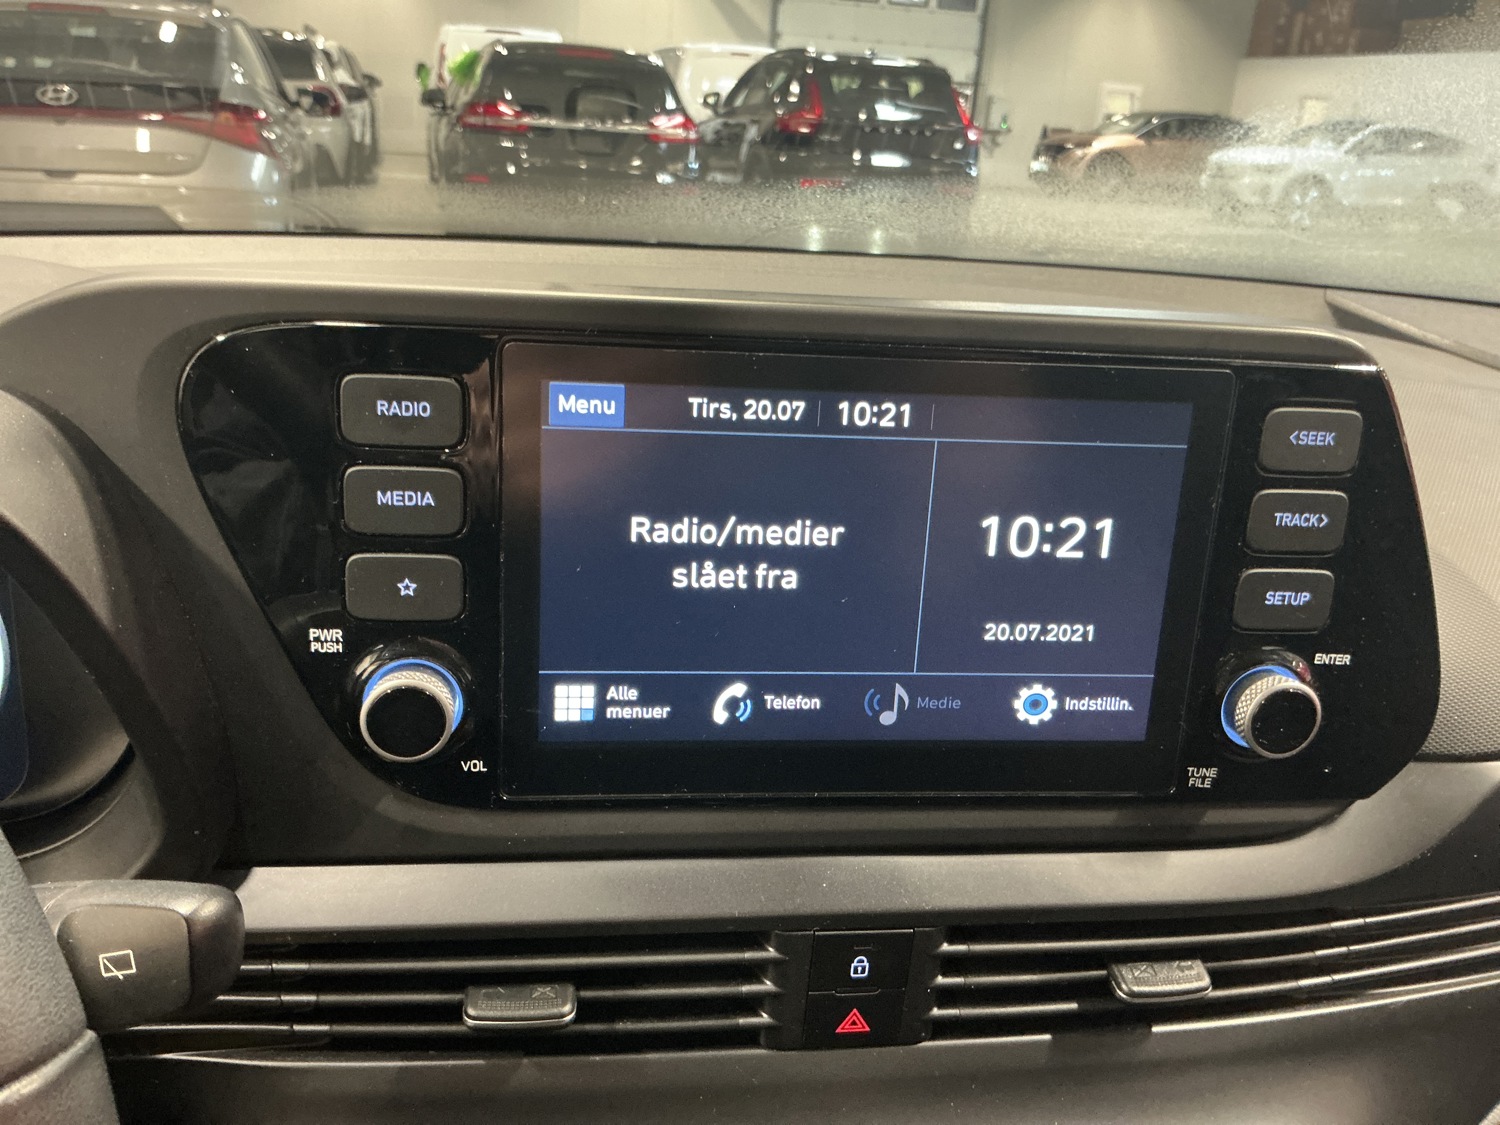 RADIO
MEDIA
PWR
PUSH
VOL
Menu
Tirs, 20.07
10:21
Radio/medier
slået fra
10:21
20.07.2021
Alle
menuer
Telefon
Medie
Indstillin.
<SEEK
TRACK>
SETUP
ENTER
TUNE
FILE